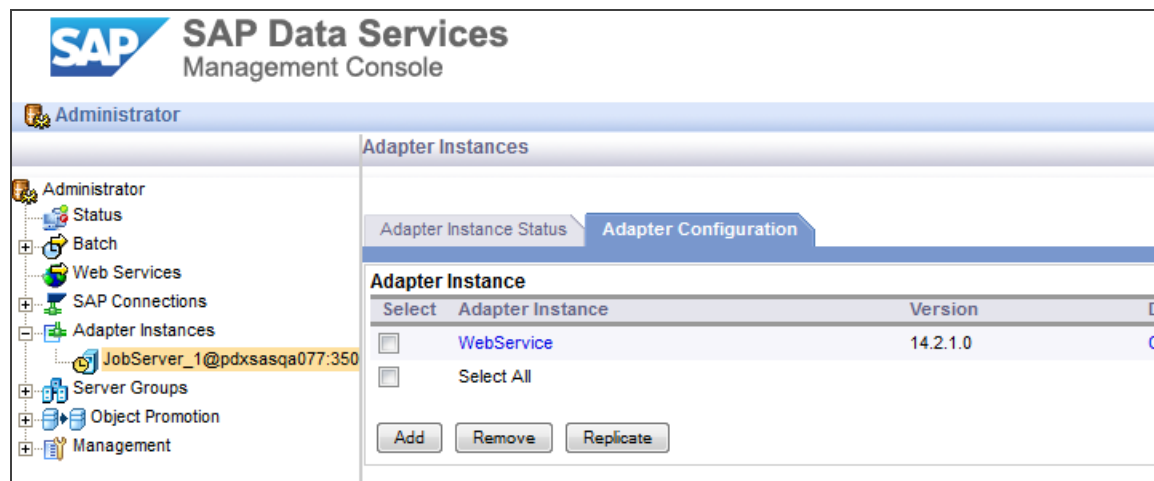 SAP
SAP Data Services
Management Console
Administrator
Adapter Instances
Administrator
Status
Batch
Web Services
SAP Connections
Adapter Instances
JobServer_1@pdxsasqa077:350
Server Groups
Object Promotion
Management
Adapter Instance Status Adapter Configuration
Adapter Instance
Select Adapter Instance Version
WebService 14.2.1.0
Select All
Add Remove Replicate